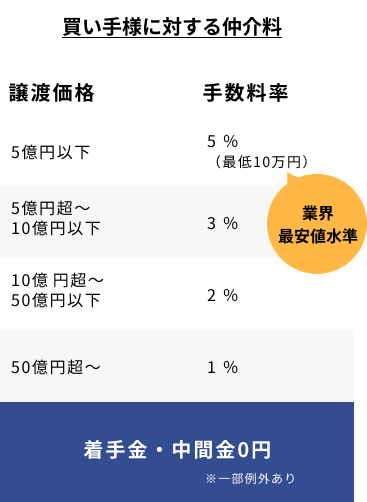 買い手様に対する仲介料
譲渡価格 手数料率
5億円以下
5 %
（最低10万円）
5億円超〜
10億円以下
3 %
業界
最安値水準
10億 円超〜
50億円以下
2 %
50億円超〜
1 %
着手金・中間金0円
※一部例外あり